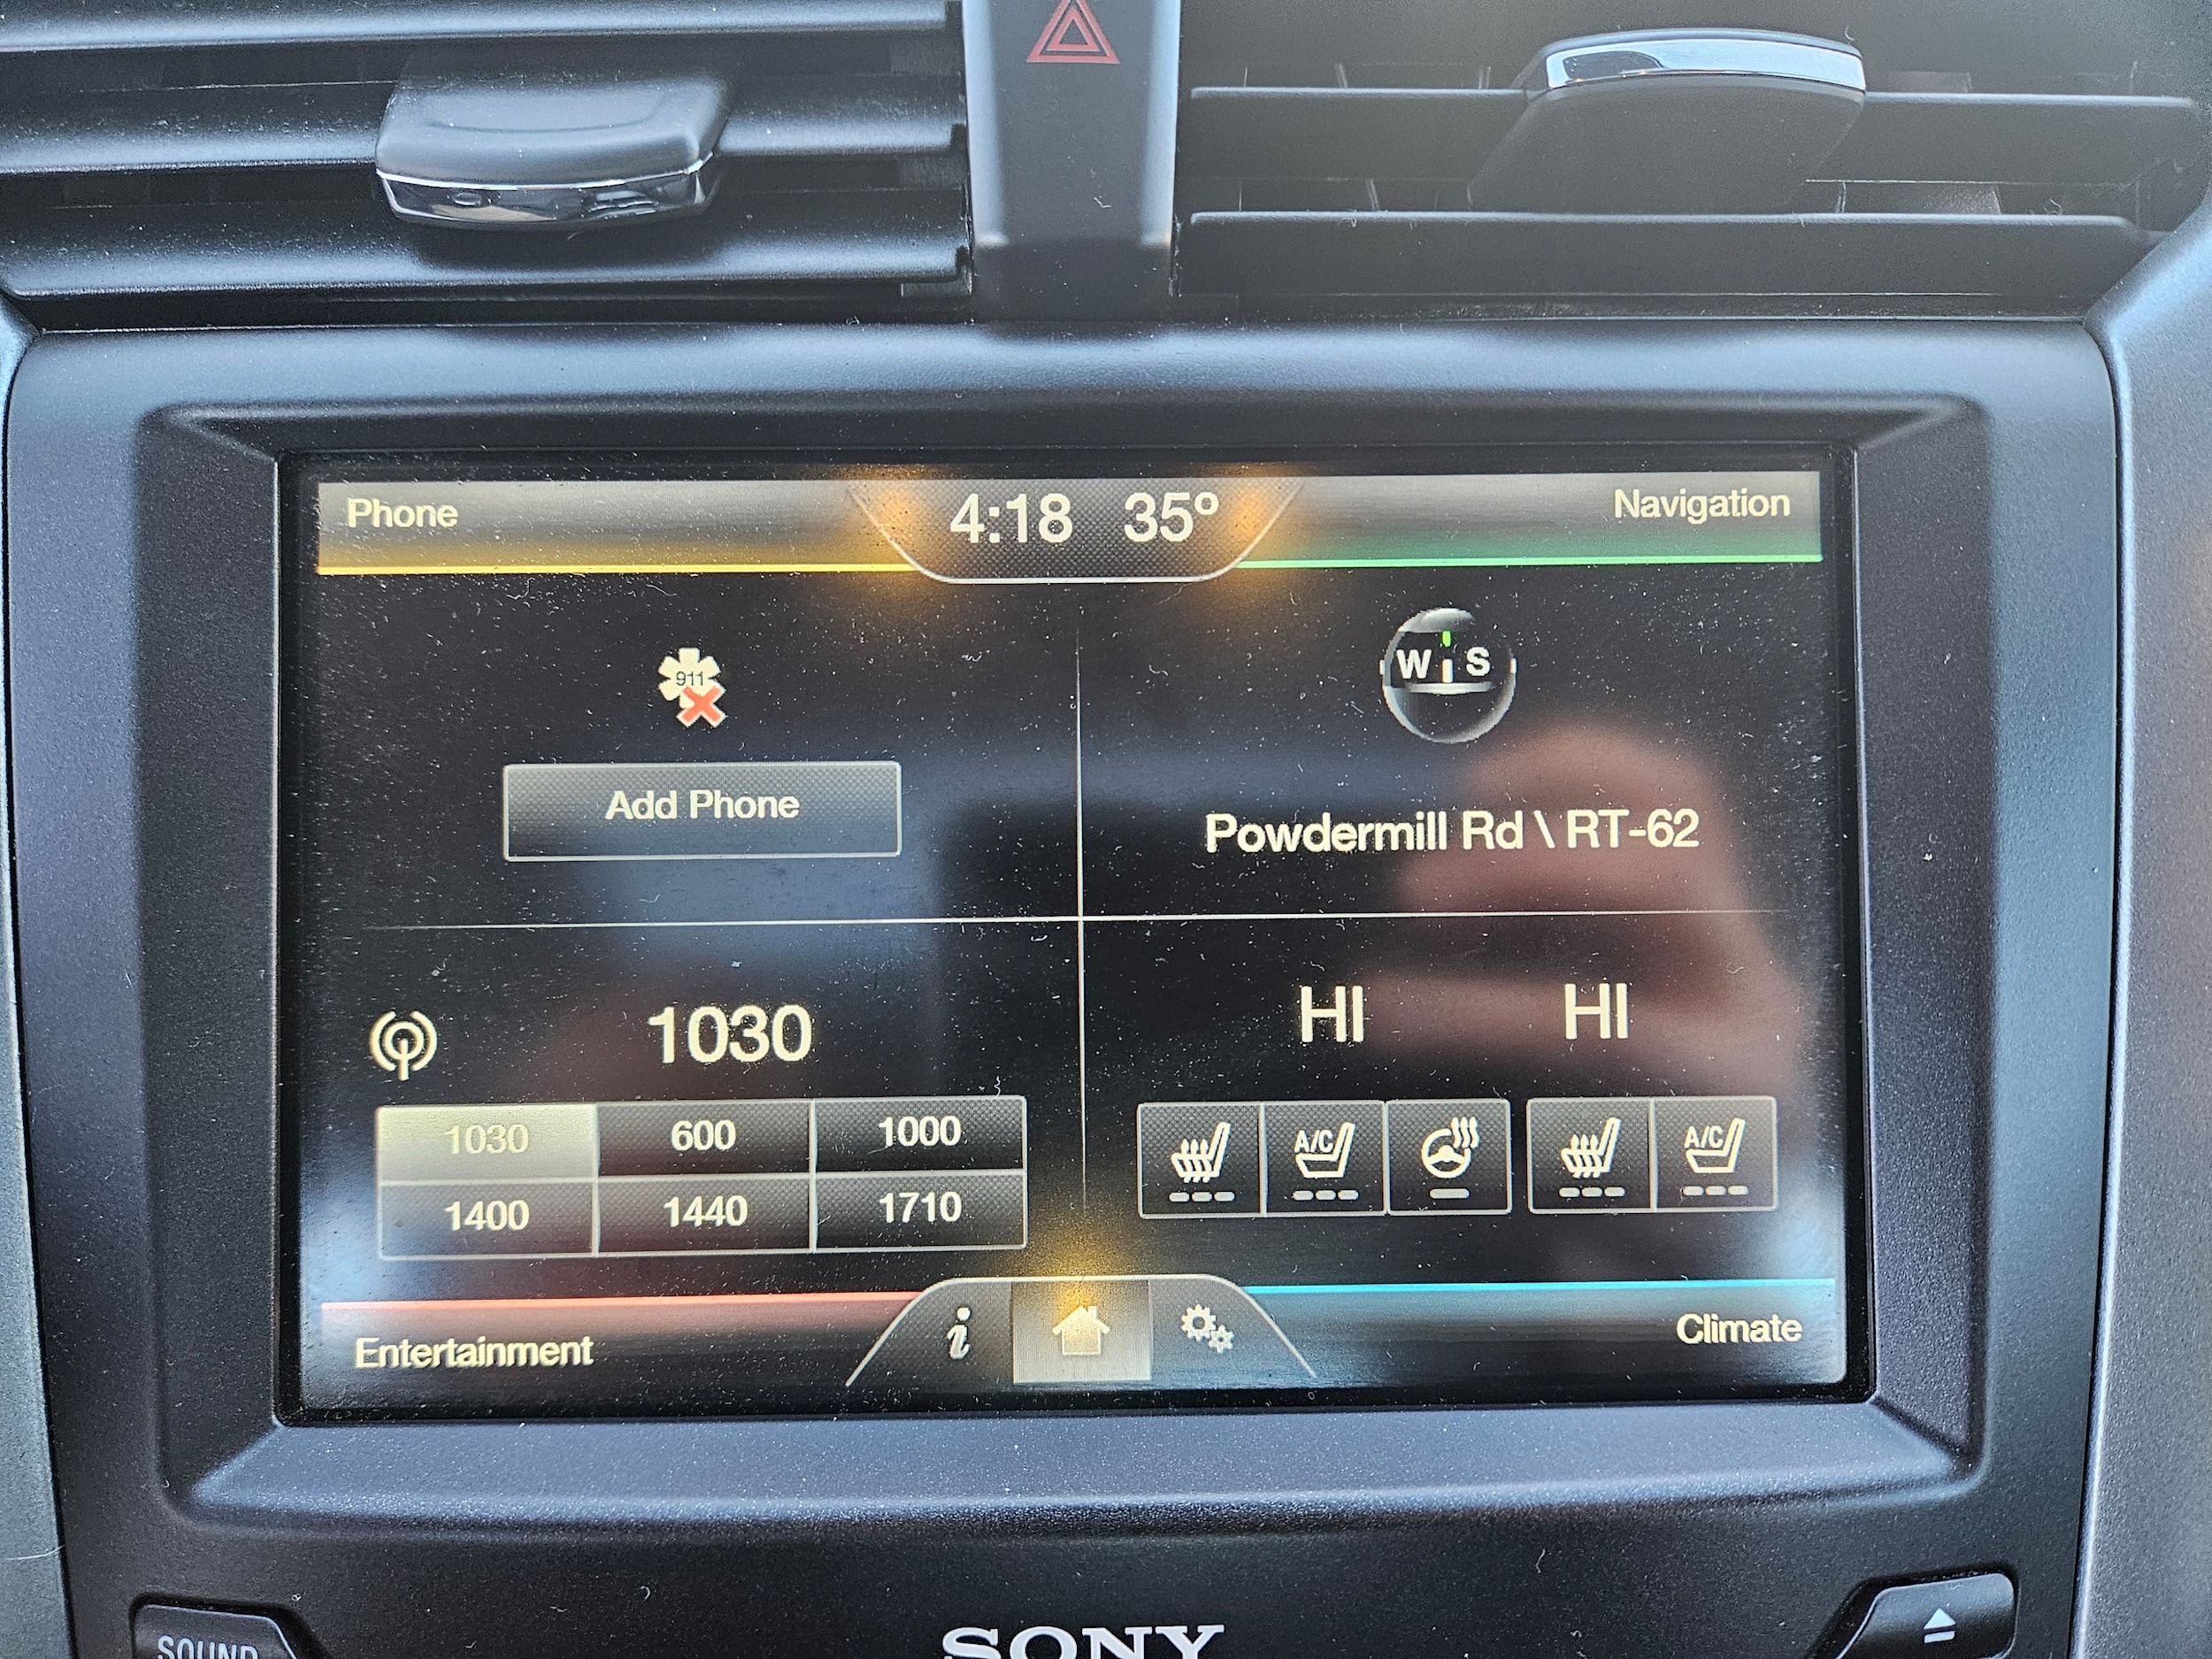 Phone
4:18 35º
Navigation
911
Add Phone
W S
Powdermill Rd \ RT-62
1030
1030 600 1000
1400 1440 1710
HI HI
A/C A/C
Entertainment
i
Climate
SOUND
SONY